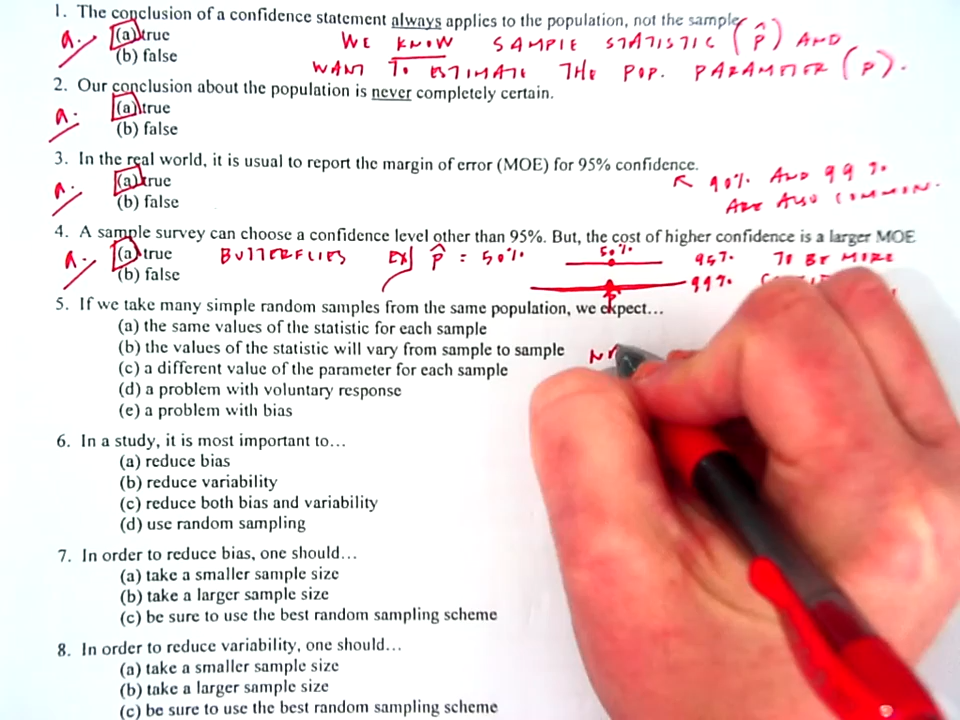 1. The conclusion of a confidence statement always applies to the population, not the sample
a. (a) true WE KNOW SAMPLE STATISTIC (p̂) AND
(b) false WANT TO ESTIMATE THE POP. PARAMETER (p).
2. Our conclusion about the population is never completely certain.
a. (a) true
(b) false
3. In the real world, it is usual to report the margin of error (MOE) for 95% confidence.
a. (a) true 90% AND 99%
(b) false ARE ALSO COMMON.
4. A sample survey can choose a confidence level other than 95%. But, the cost of higher confidence is a larger MOE
a. (a) true BUTTERFLIES EX] p̂ = 50% 50% 95% TO BE MORE
(b) false 99%
5. If we take many simple random samples from the same population, we expect...
(a) the same values of the statistic for each sample
(b) the values of the statistic will vary from sample to sample
(c) a different value of the parameter for each sample
(d) a problem with voluntary response
(e) a problem with bias
6. In a study, it is most important to...
(a) reduce bias
(b) reduce variability
(c) reduce both bias and variability
(d) use random sampling
7. In order to reduce bias, one should...
(a) take a smaller sample size
(b) take a larger sample size
(c) be sure to use the best random sampling scheme
8. In order to reduce variability, one should...
(a) take a smaller sample size
(b) take a larger sample size
(c) be sure to use the best random sampling scheme